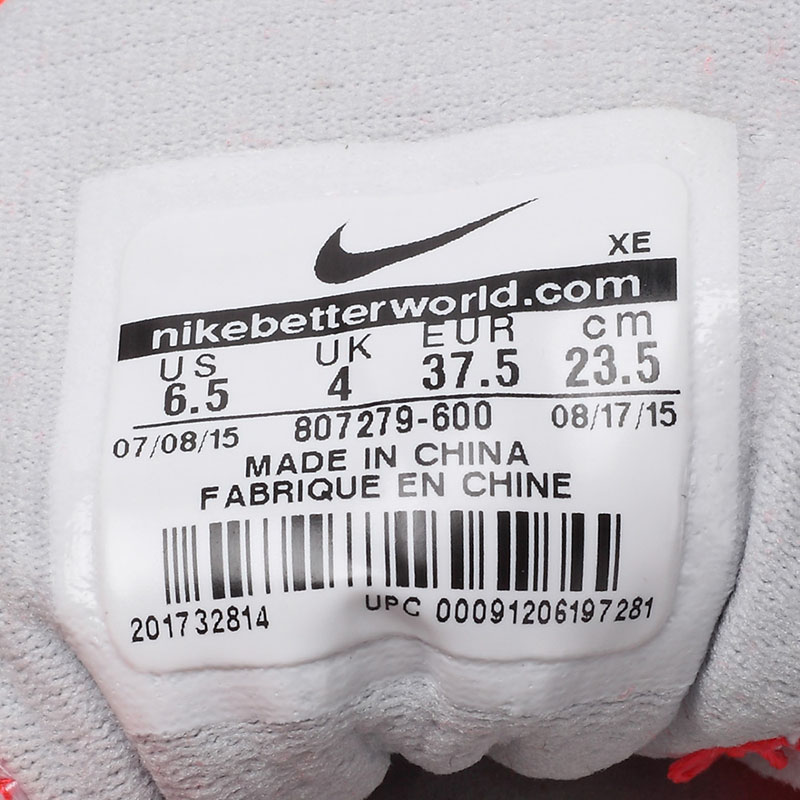 XE
nikebetterworld.com
US UK EUR cm
6.5 4 37.5 23.5
07/08/15 807279-600 08/17/15
MADE IN CHINA
FABRIQUE EN CHINE
201732814 UPC 00091206197281